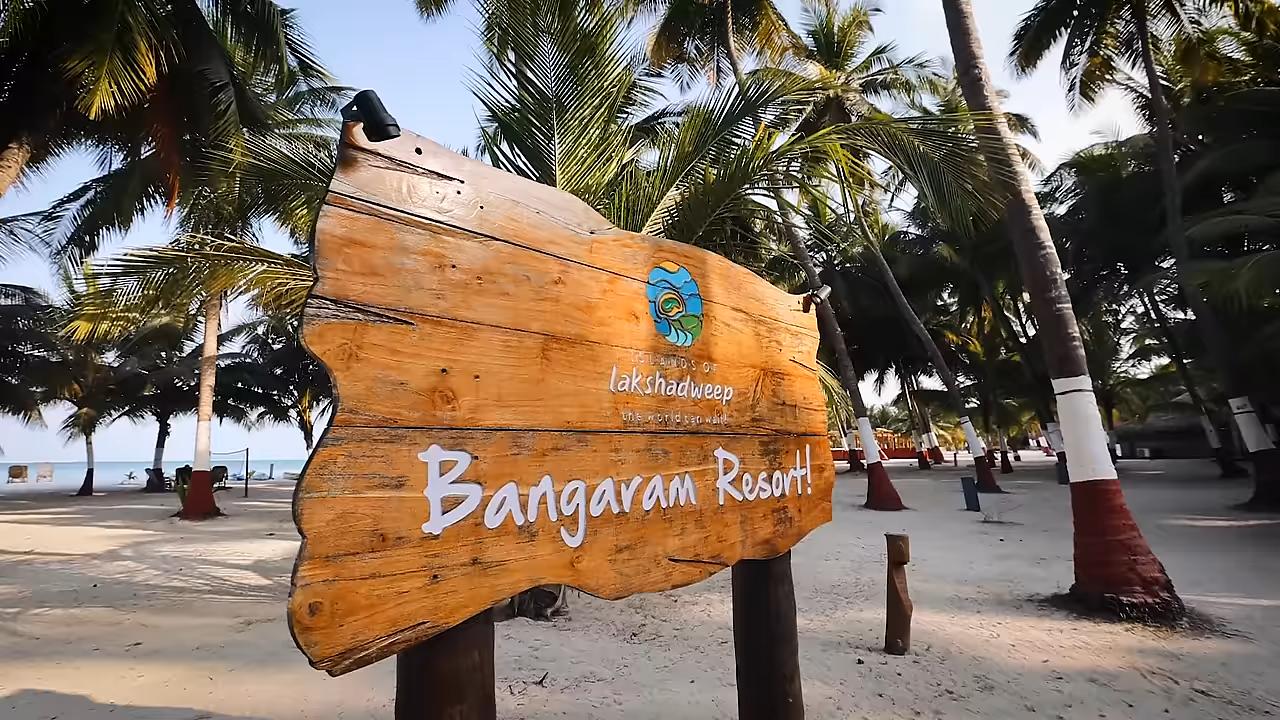 ISLANDS OF
lakshadweep
the world can wait!
Bangaram Resort!